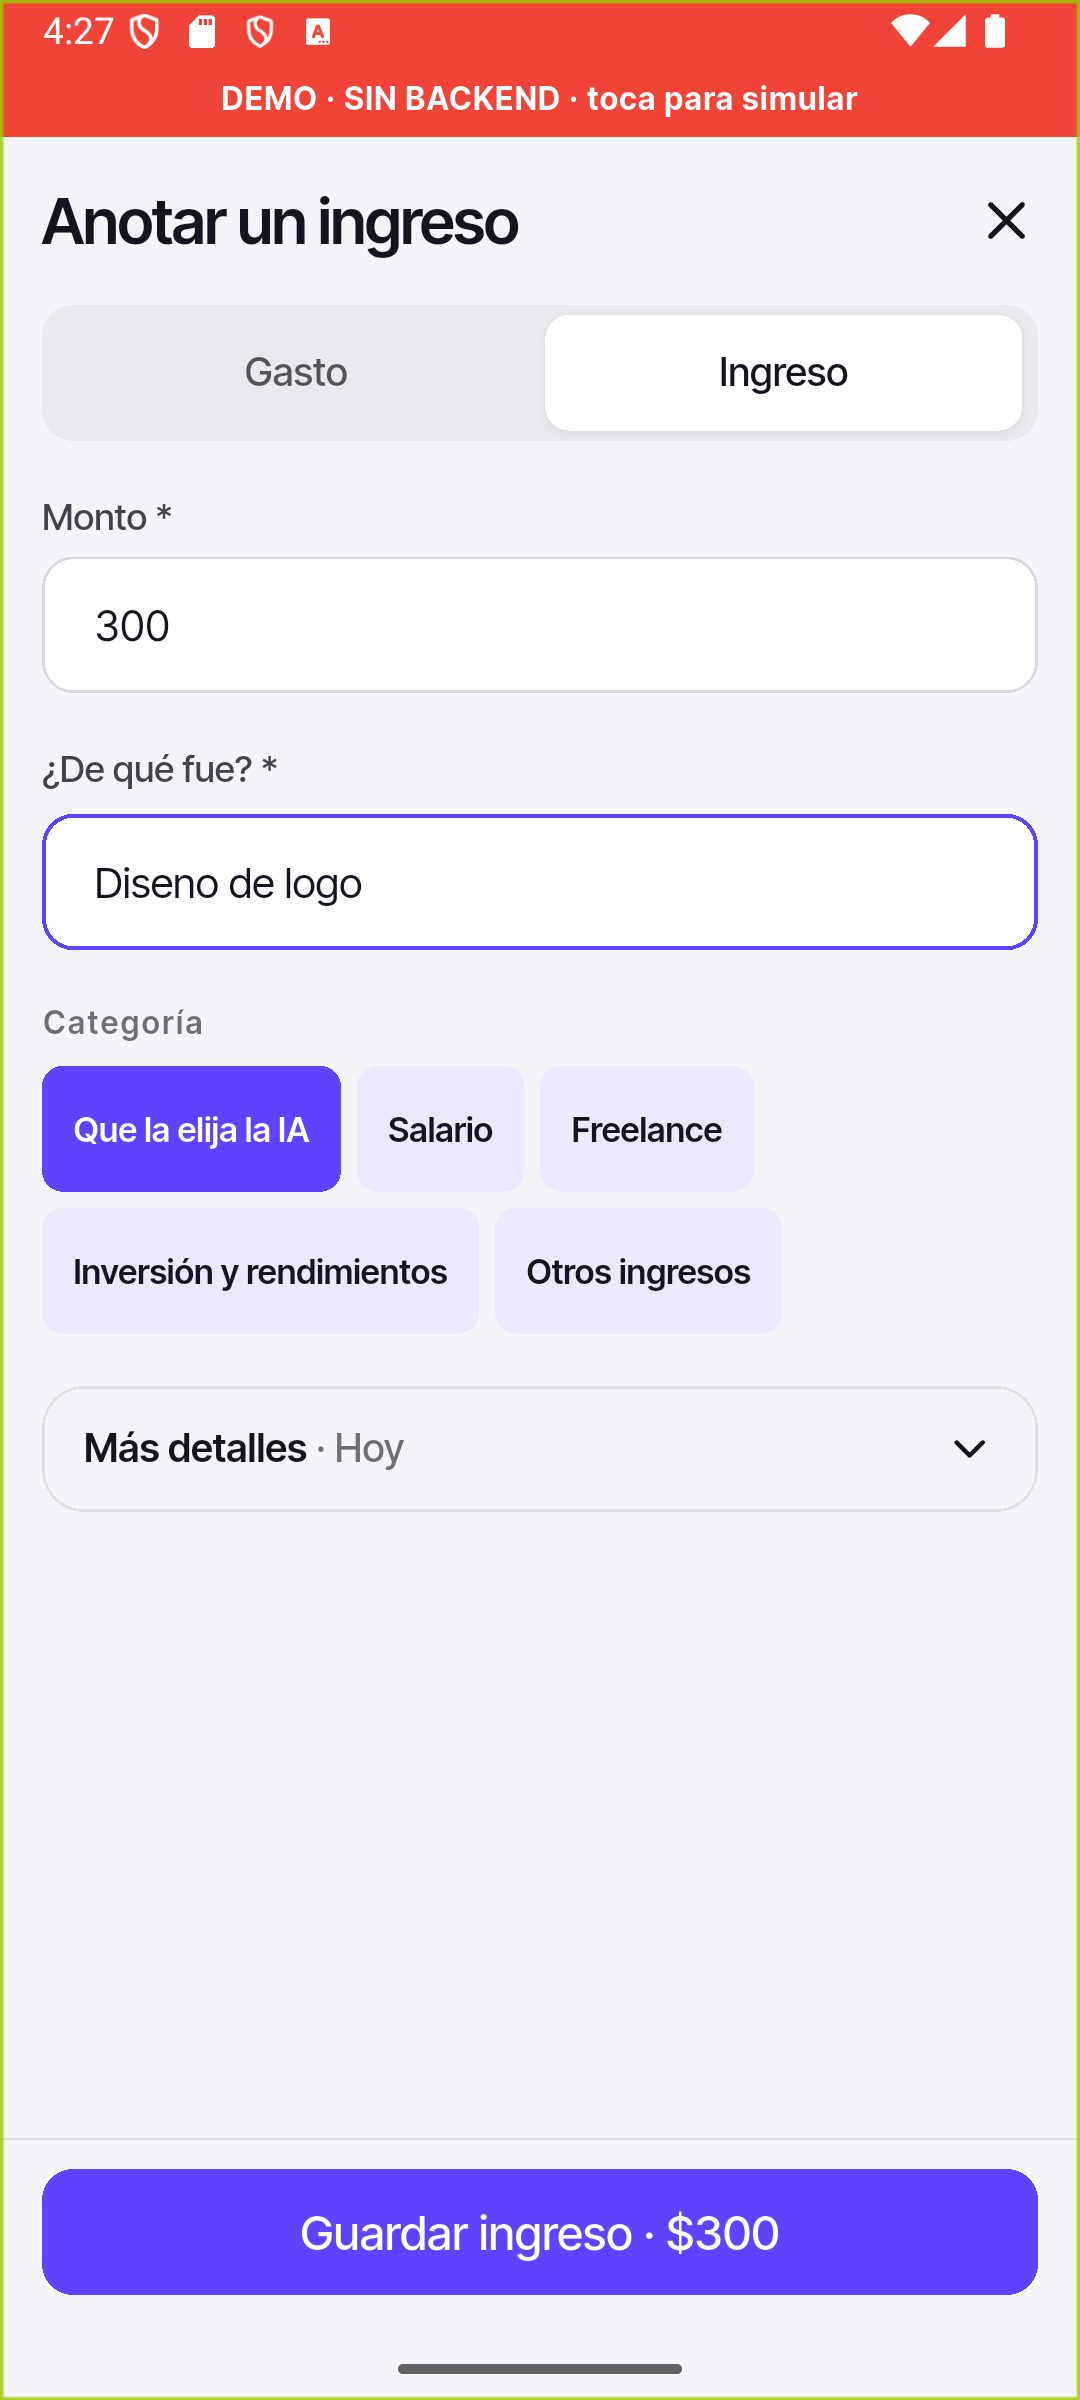 4:27
DEMO · SIN BACKEND · toca para simular
Anotar un ingreso
Gasto
Ingreso
Monto *
300
¿De qué fue? *
Diseno de logo
Categoría
Que la elija la IA
Salario
Freelance
Inversión y rendimientos
Otros ingresos
Más detalles · Hoy
Guardar ingreso · $300